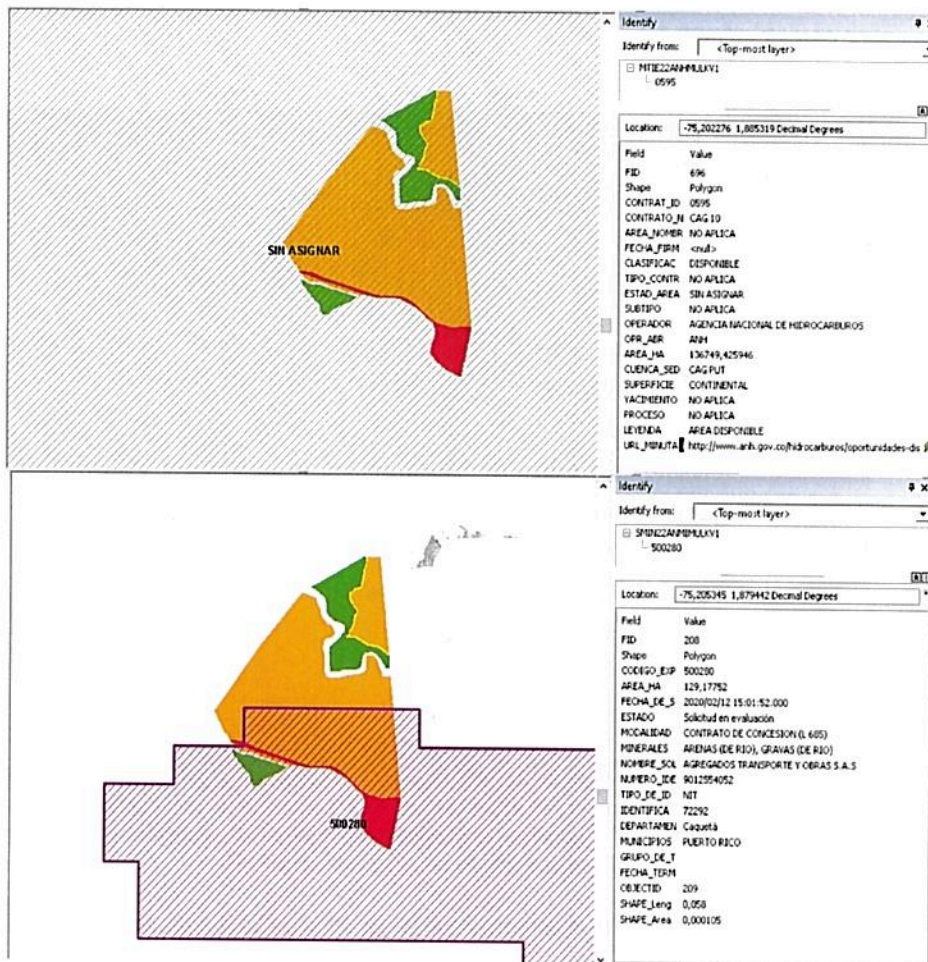 Identify
Identify from: <Top-most layer>
MTIE22ANHMULKV1
0595
Location: -75,202276 1,885319 Decimal Degrees
Field Value
FID 696
Shape Polygon
CONTRAT_ID 0595
CONTRATO_N CAG 10
AREA_NOMBR NO APLICA
FECHA_FIRM <null>
CLASIFICAC DISPONIBLE
TIPO_CONTR NO APLICA
ESTAD_AREA SIN ASIGNAR
SUBTIPO NO APLICA
OPERADOR AGENCIA NACIONAL DE HIDROCARBUROS
OPR_ABR ANH
AREA_HA 136749,425946
CUENCA_SED CAG PUT
SUPERFICIE CONTINENTAL
YACIMIENTO NO APLICA
PROCESO NO APLICA
LEYENDA AREA DISPONIBLE
URL_MINUTA http://www.anh.gov.co/hidrocarburos/oportunidades-dis
SIN ASIGNAR
Identify
Identify from: <Top-most layer>
SMIN22ANMIMULKV1
500280
Location: -75,205345 1,879442 Decimal Degrees
Field Value
FID 208
Shape Polygon
CODIGO_EXP 500280
AREA_HA 129,17752
FECHA_DE_S 2020/02/12 15:01:52.000
ESTADO Solicitud en evaluación
MODALIDAD CONTRATO DE CONCESION (L 685)
MINERALES ARENAS (DE RIO), GRAVAS (DE RIO)
NOMBRE_SOL AGREGADOS TRANSPORTE Y OBRAS S.A.S
NUMERO_IDE 9012554052
TIPO_DE_ID NIT
IDENTIFICA 72292
DEPARTAMEN Caquetá
MUNICIPIOS PUERTO RICO
GRUPO_DE_T
FECHA_TERM
OBJECTID 209
SHAPE_Leng 0,058
SHAPE_Area 0,000105
500280